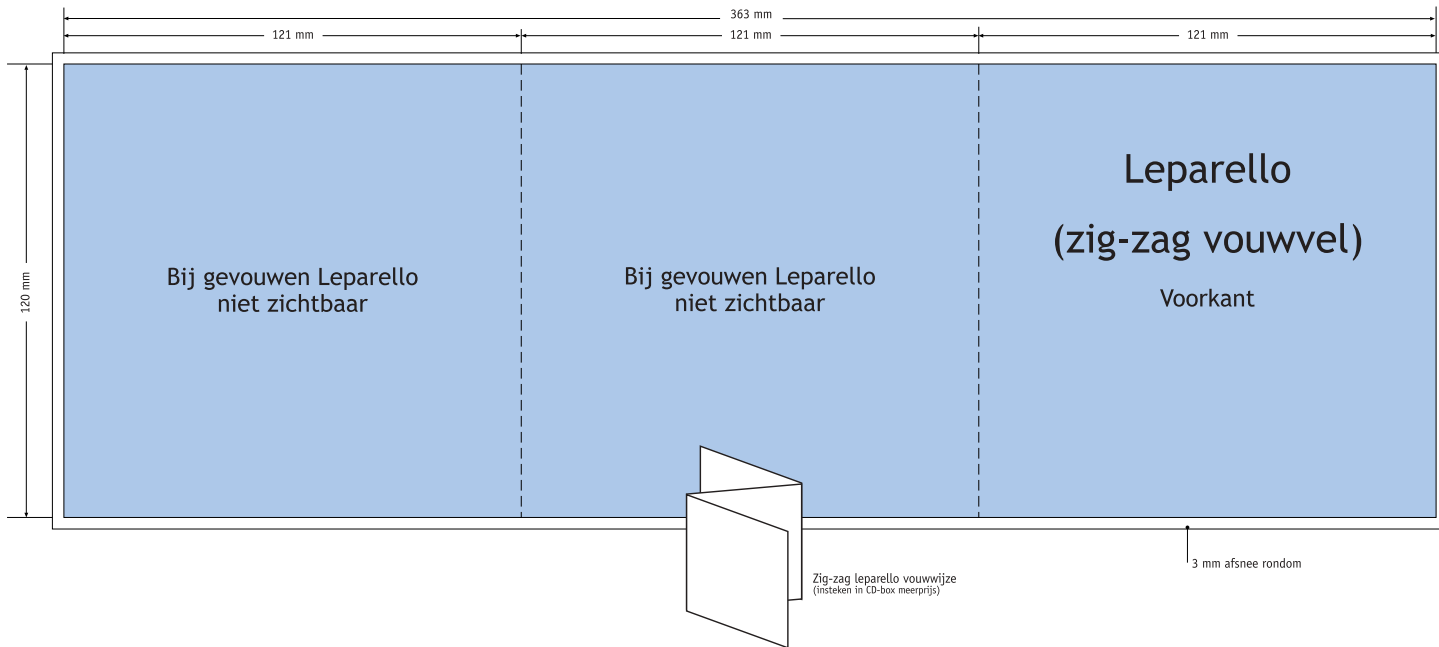 363 mm
121 mm
121 mm
121 mm
120 mm
Leparello
(zig-zag vouwvel)
Voorkant
Bij gevouwen Leparello
niet zichtbaar
Bij gevouwen Leparello
niet zichtbaar
3 mm afsnee rondom
Zig-zag leparello vouwwijze
(insteken in CD-box meerprijs)